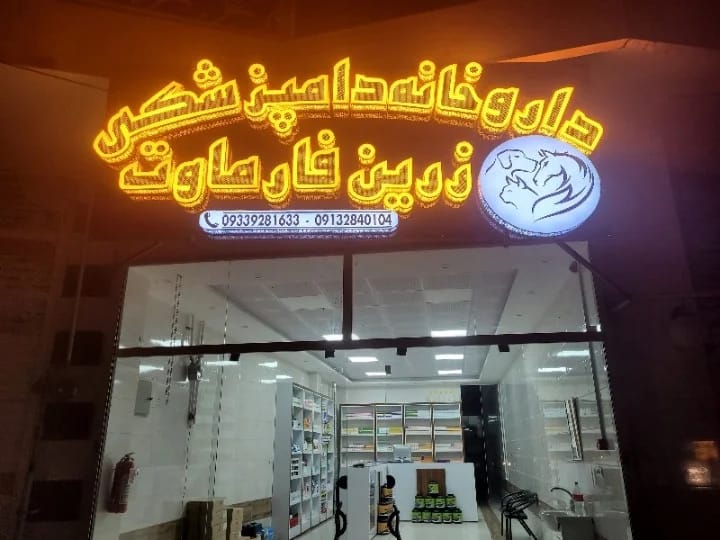 داروخانه دامپزشکی
زرین فارماوت
09339281633 - 09132840104